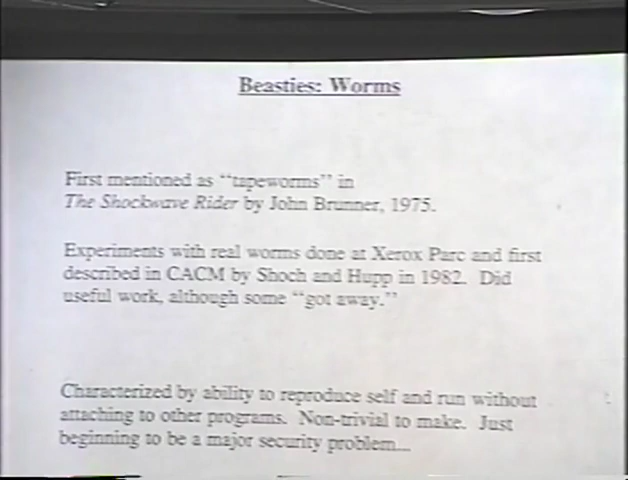 Beasties: Worms
First mentioned as ‘‘tapeworms’’ in
The Shockwave Rider by John Brunner, 1975.
Experiments with real worms done at Xerox Parc and first
described in CACM by Shoch and Hupp in 1982.  Did
useful work, although some ‘‘got away.’’
Characterized by ability to reproduce self and run without
attaching to other programs.  Non-trivial to make.  Just
beginning to be a major security problem...